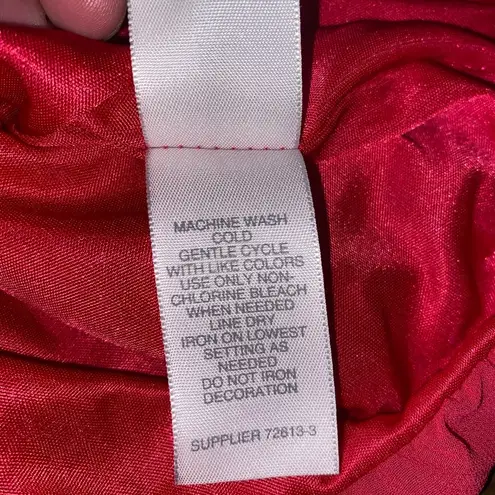 MACHINE WASH
COLD
GENTLE CYCLE
WITH LIKE COLORS
USE ONLY NON-
CHLORINE BLEACH
WHEN NEEDED
LINE DRY
IRON ON LOWEST
SETTING AS
NEEDED
DO NOT IRON
DECORATION
SUPPLIER 72613-3